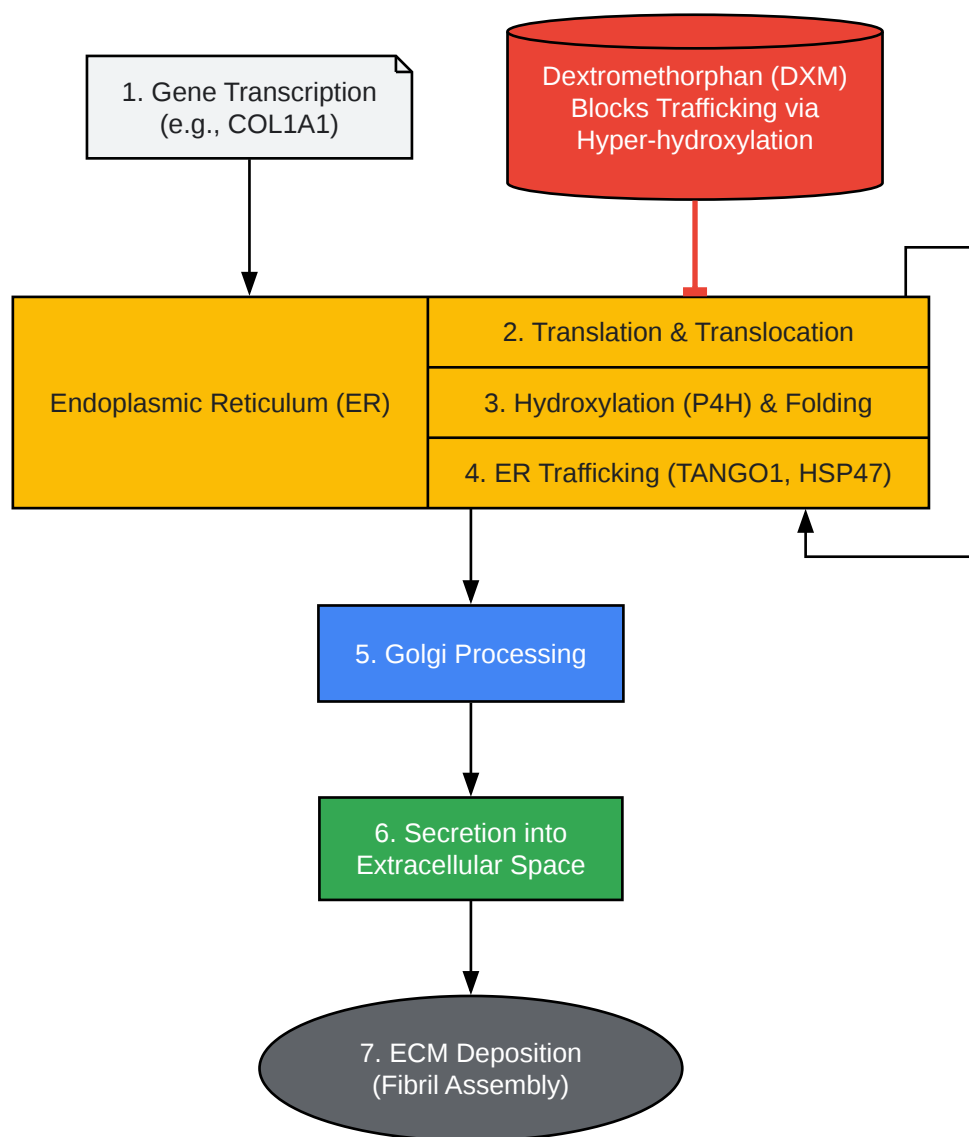 1. Gene Transcription
(e.g., COL1A1)
Dextromethorphan (DXM)
Blocks Trafficking via
Hyper-hydroxylation
Endoplasmic Reticulum (ER)
2. Translation & Translocation
3. Hydroxylation (P4H) & Folding
4. ER Trafficking (TANGO1, HSP47)
5. Golgi Processing
6. Secretion into
Extracellular Space
7. ECM Deposition
(Fibril Assembly)